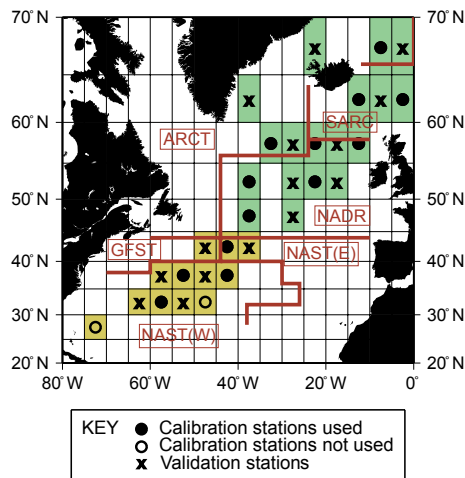 70° N 70° N
60° N 60° N
50° N 50° N
40° N 40° N
30° N 30° N
20° N 20° N
ARCT
SARC
NADR
GFST
NAST(E)
NAST(W)
80° W 60° W 40° W 20° W 0°
KEY
Calibration stations used
Calibration stations not used
x Validation stations